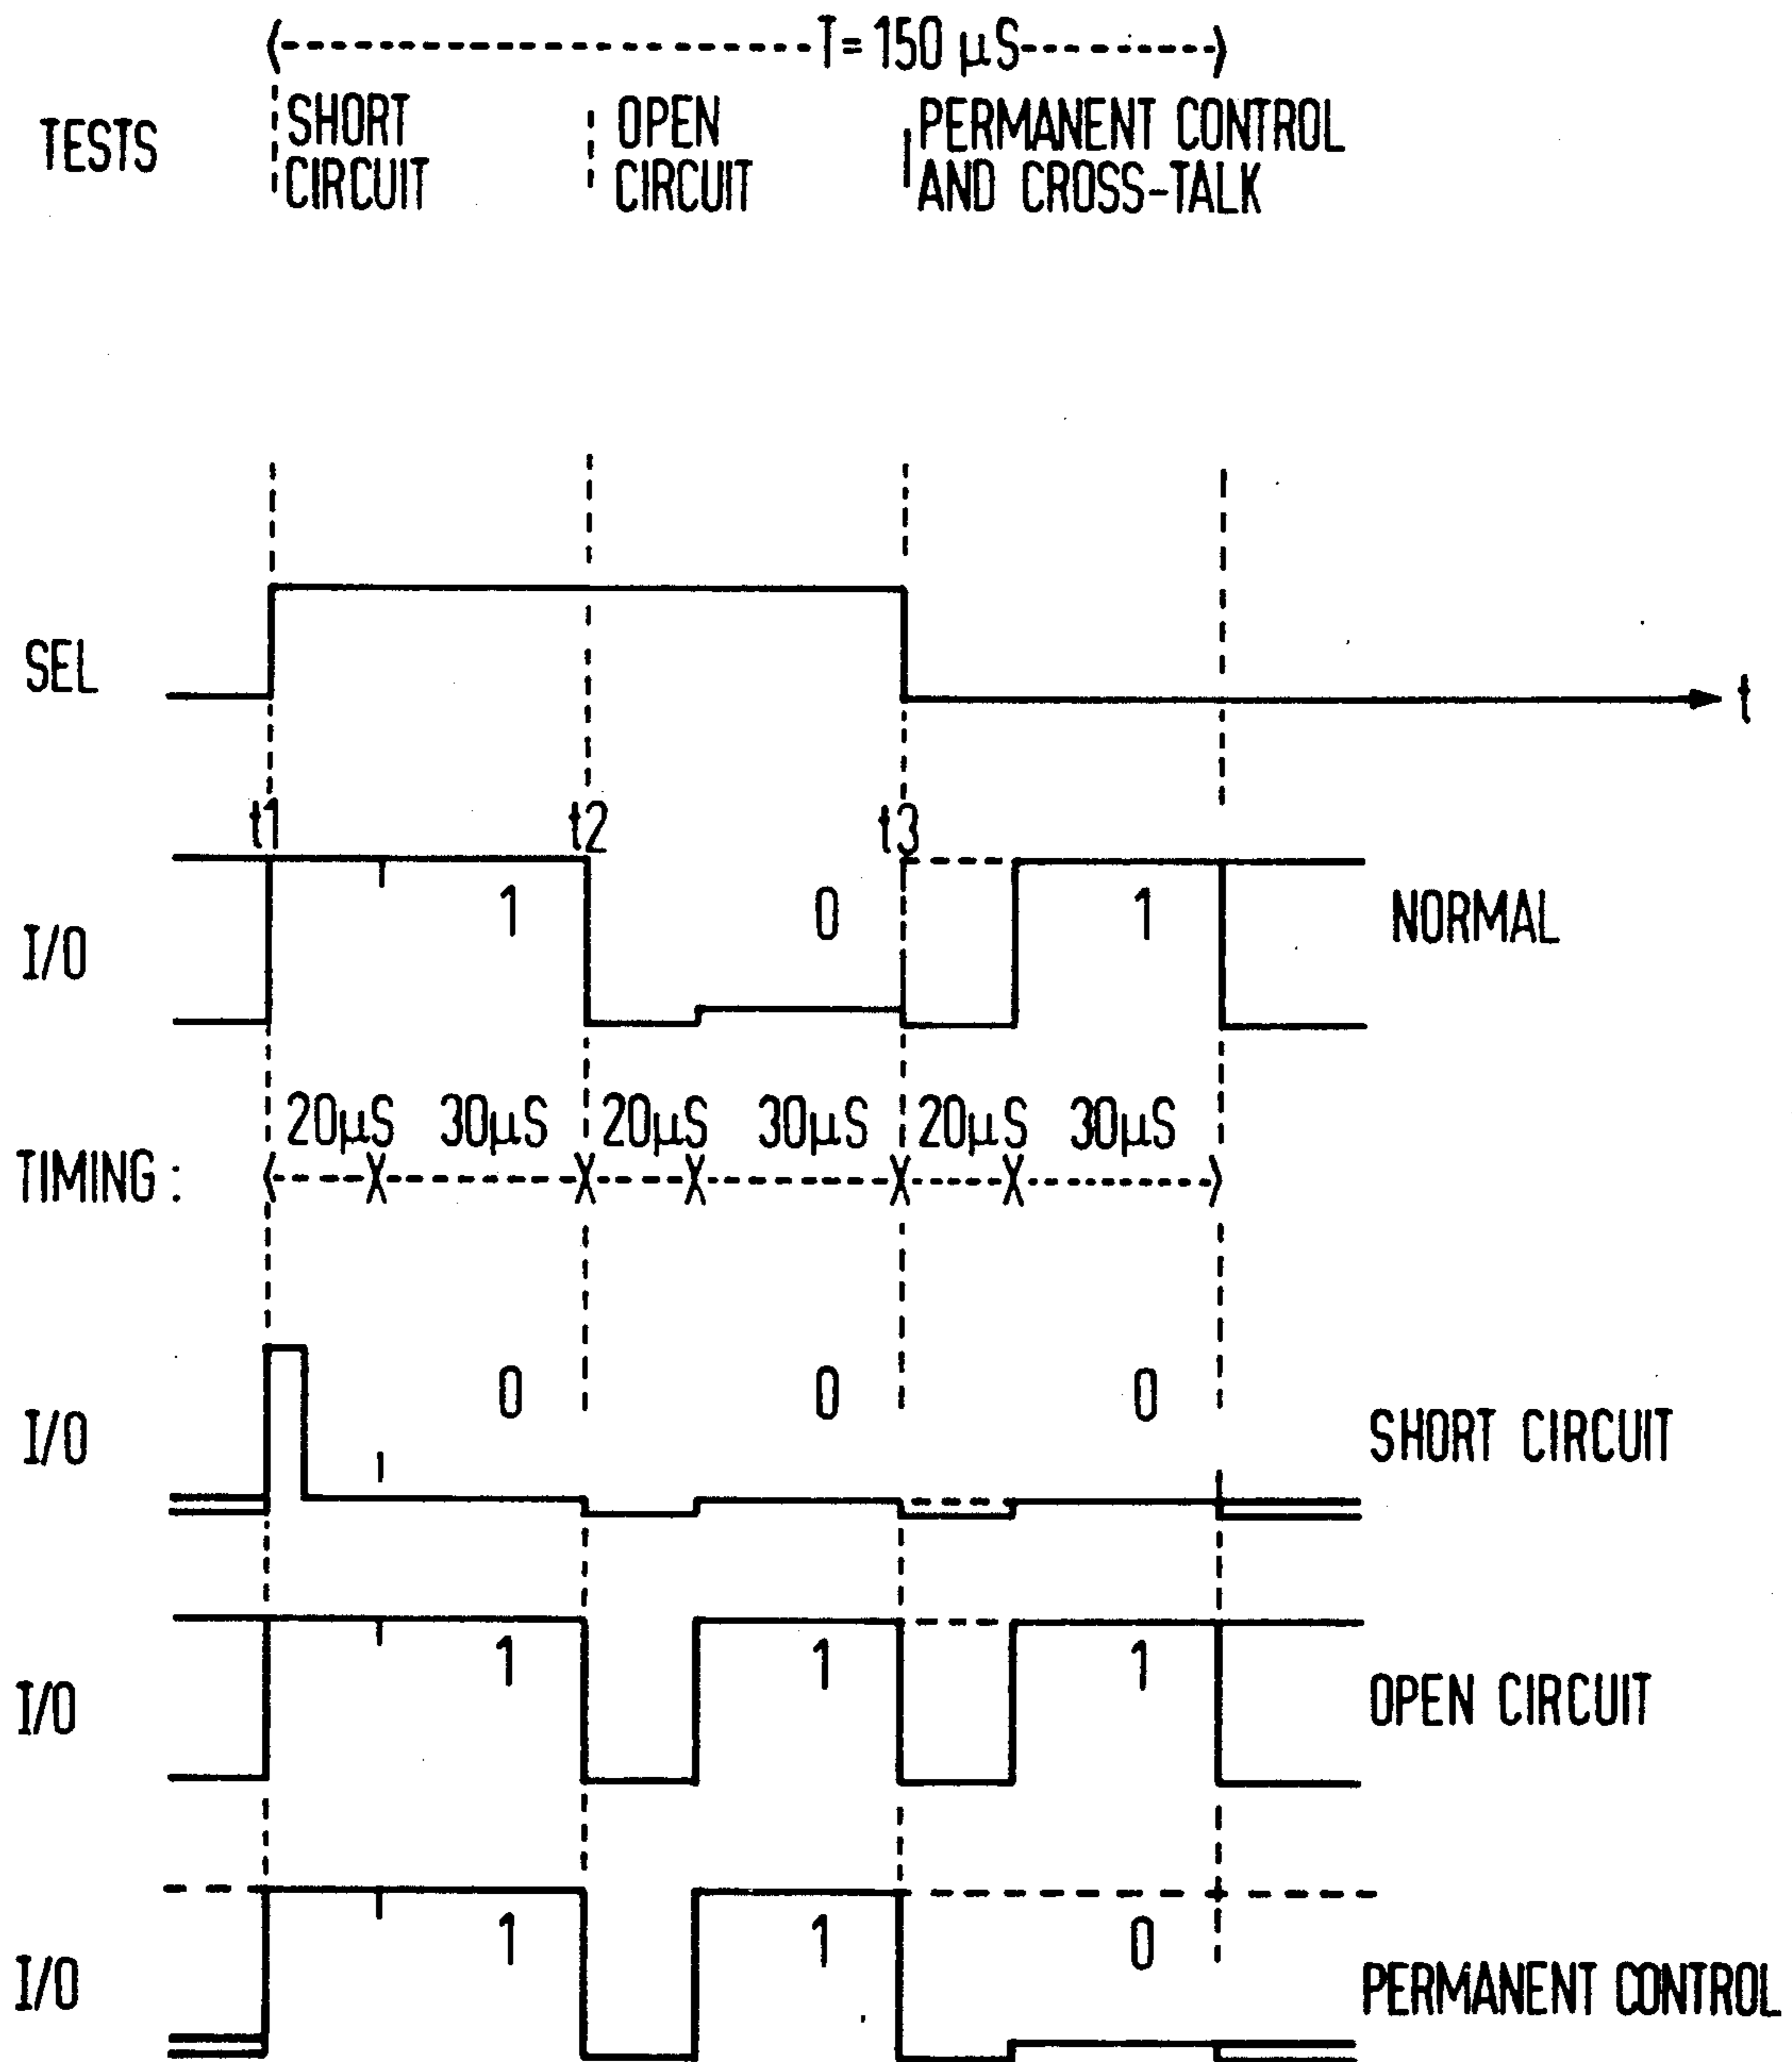 T = 150 µS
TESTS
SHORT CIRCUIT
OPEN CIRCUIT
PERMANENT CONTROL AND CROSS-TALK
SEL
t
t1 t2 t3
I/O 1 0 1 NORMAL
20µS 30µS 20µS 30µS 20µS 30µS
TIMING :
I/O 0 0 0 SHORT CIRCUIT
I/O 1 1 1 OPEN CIRCUIT
I/O 1 1 0 PERMANENT CONTROL